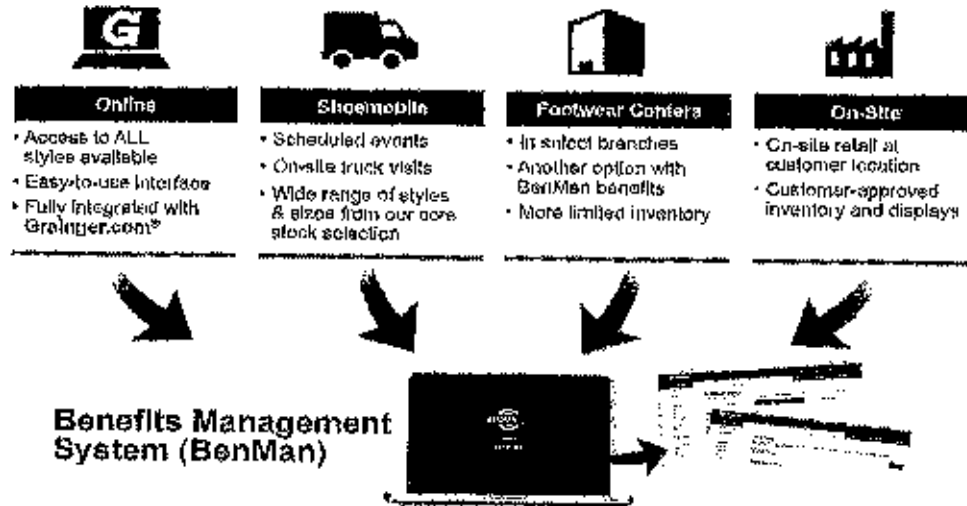 G
Online
• Access to ALL
styles available
• Easy-to-use interface
• Fully integrated with
Grainger.com®
Shoemobile
• Scheduled events
• On-site truck visits
• Wide range of styles
& sizes from our core
stock selection
Footwear Centers
• In select branches
• Another option with
BenMan benefits
• More limited inventory
On-Site
• On-site retail at
customer location
• Customer-approved
inventory and displays
Benefits Management
System (BenMan)